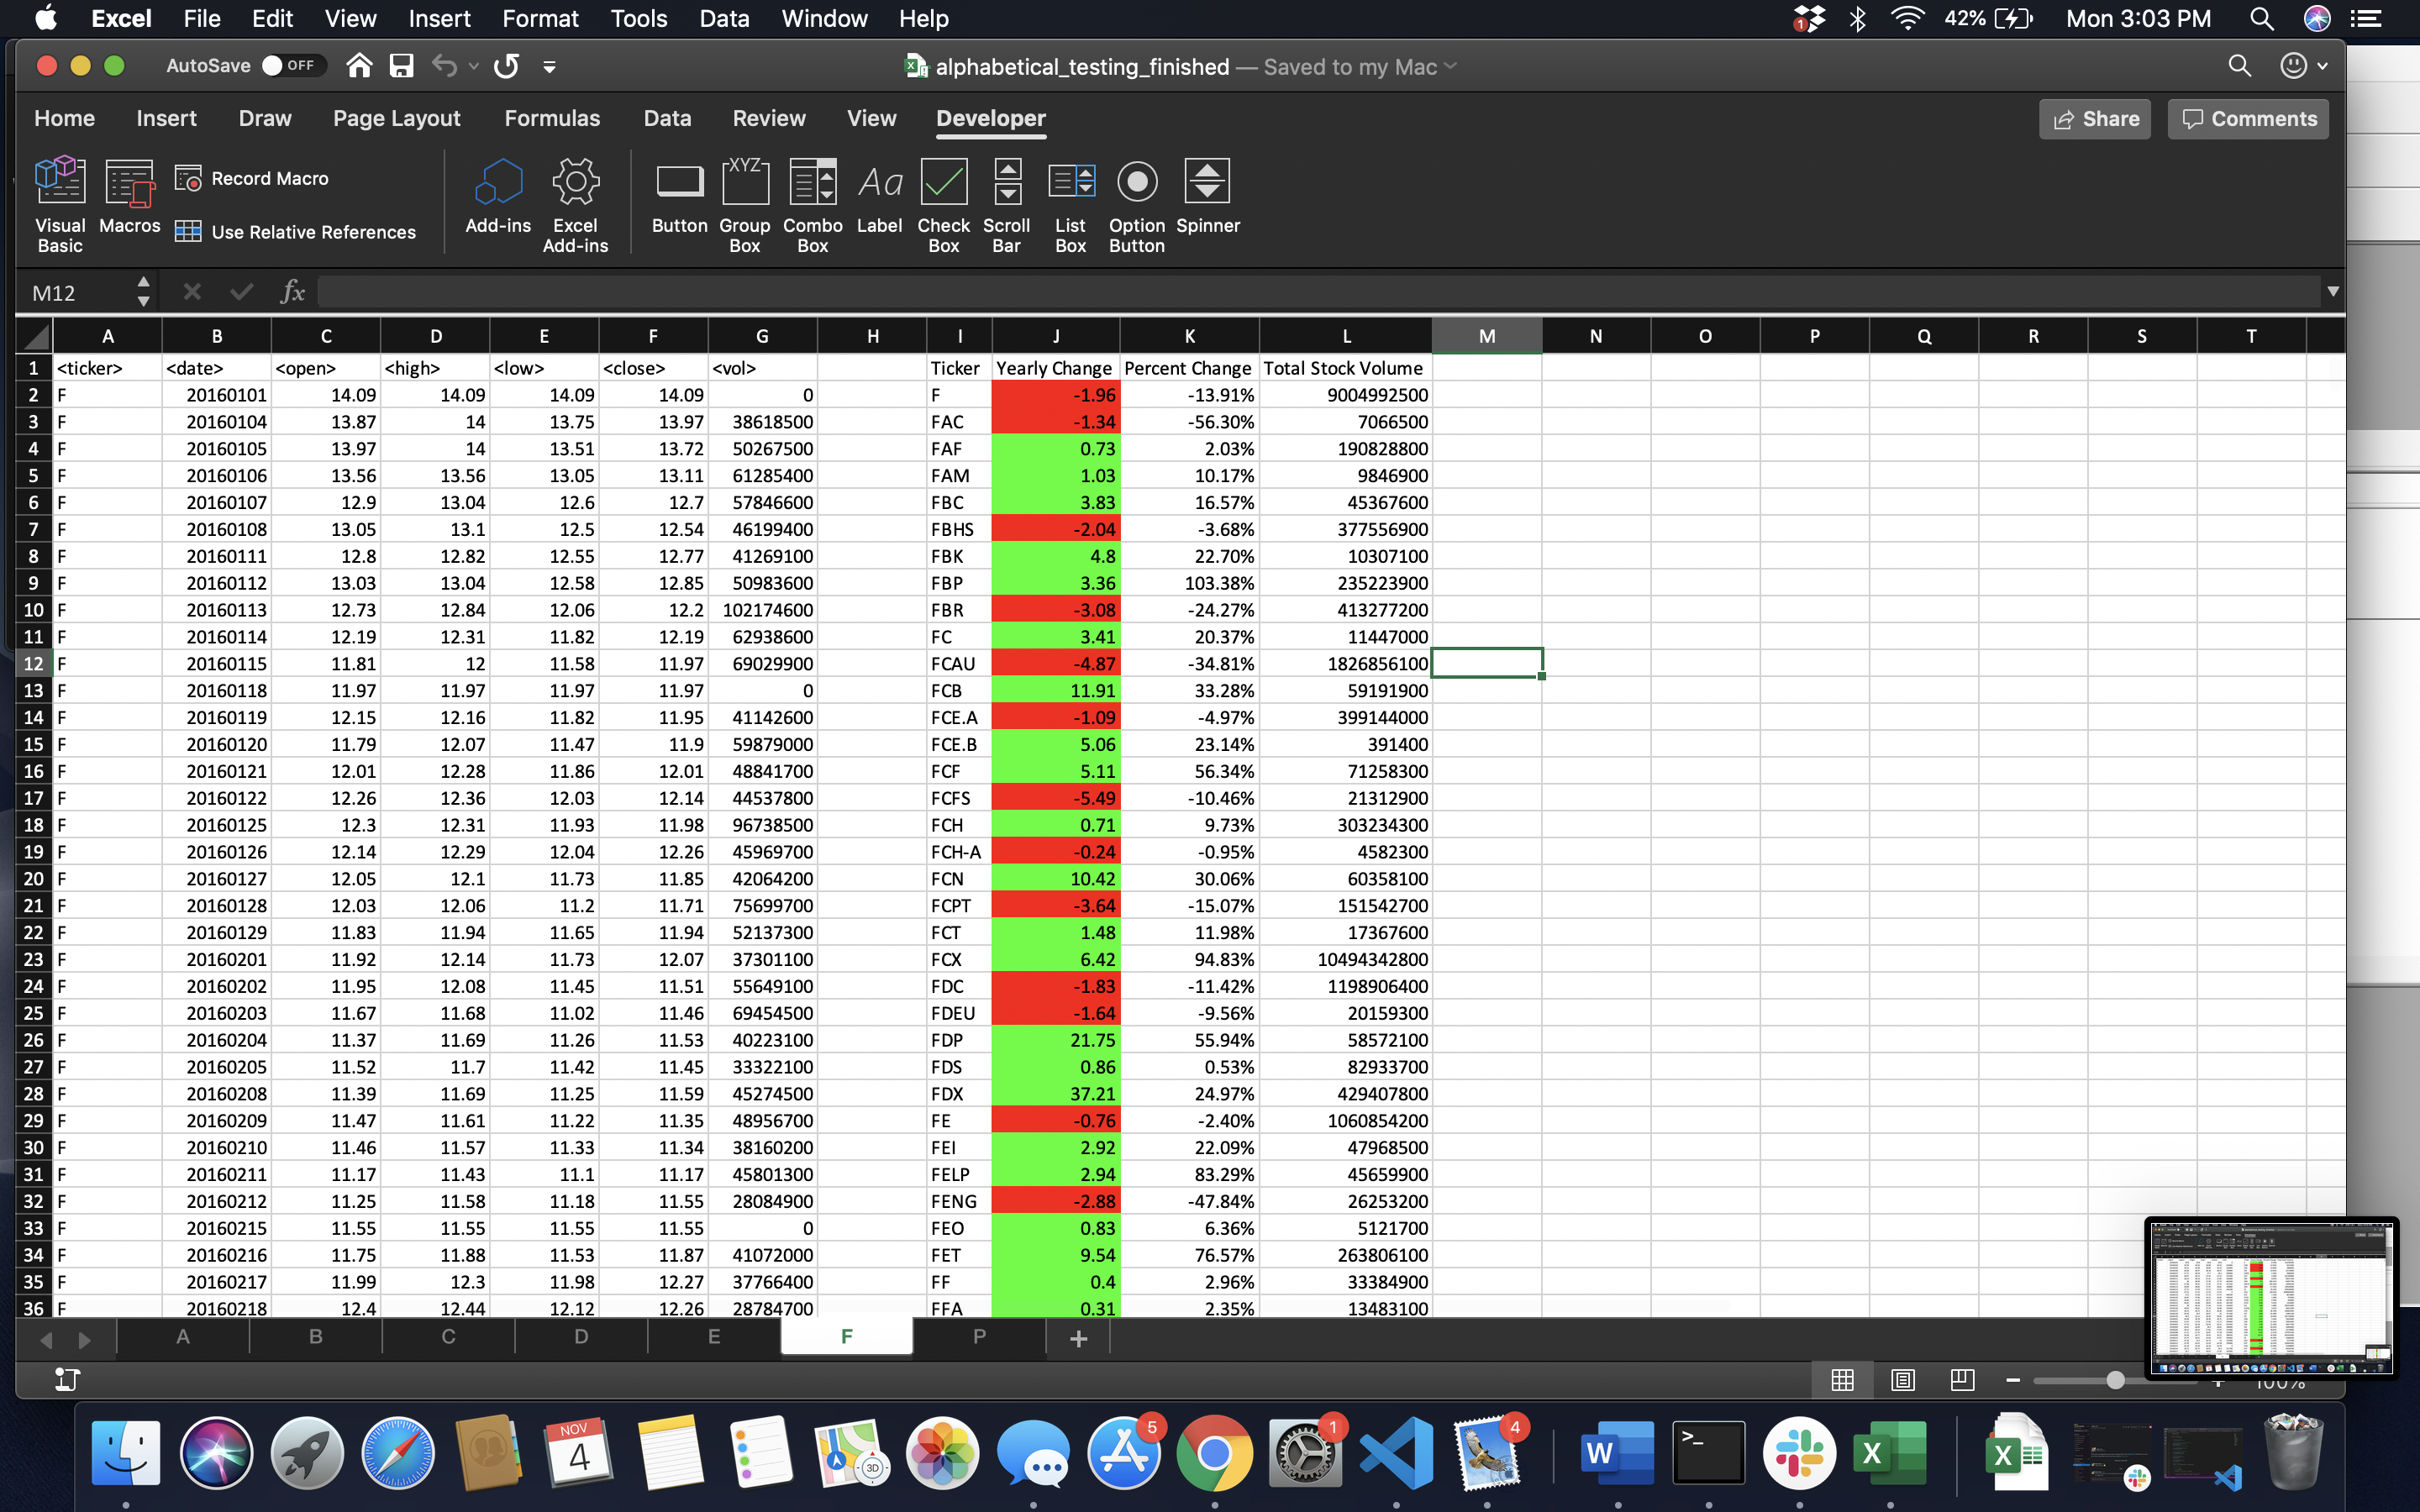 Excel File Edit View Insert Format Tools Data Window Help 1 42% Mon 3:03 PM
AutoSave OFF alphabetical_testing_finished — Saved to my Mac
Home Insert Draw Page Layout Formulas Data Review View Developer Share Comments
Visual Basic Macros Record Macro Use Relative References Add-ins Excel Add-ins Button XYZ Group Box Combo Box Aa Label Check Box Scroll Bar List Box Option Button Spinner
M12 fx
A B C D E F G H I J K L M N O P Q R S T
1 <ticker> <date> <open> <high> <low> <close> <vol> Ticker Yearly Change Percent Change Total Stock Volume
2 F 20160101 14.09 14.09 14.09 14.09 0 F -1.96 -13.91% 9004992500
3 F 20160104 13.87 14 13.75 13.97 38618500 FAC -1.34 -56.30% 7066500
4 F 20160105 13.97 14 13.51 13.72 50267500 FAF 0.73 2.03% 190828800
5 F 20160106 13.56 13.56 13.05 13.11 61285400 FAM 1.03 10.17% 9846900
6 F 20160107 12.9 13.04 12.6 12.7 57846600 FBC 3.83 16.57% 45367600
7 F 20160108 13.05 13.1 12.5 12.54 46199400 FBHS -2.04 -3.68% 377556900
8 F 20160111 12.8 12.82 12.55 12.77 41269100 FBK 4.8 22.70% 10307100
9 F 20160112 13.03 13.04 12.58 12.85 50983600 FBP 3.36 103.38% 235223900
10 F 20160113 12.73 12.84 12.06 12.2 102174600 FBR -3.08 -24.27% 413277200
11 F 20160114 12.19 12.31 11.82 12.19 62938600 FC 3.41 20.37% 11447000
12 F 20160115 11.81 12 11.58 11.97 69029900 FCAU -4.87 -34.81% 1826856100
13 F 20160118 11.97 11.97 11.97 11.97 0 FCB 11.91 33.28% 59191900
14 F 20160119 12.15 12.16 11.82 11.95 41142600 FCE.A -1.09 -4.97% 399144000
15 F 20160120 11.79 12.07 11.47 11.9 59879000 FCE.B 5.06 23.14% 391400
16 F 20160121 12.01 12.28 11.86 12.01 48841700 FCF 5.11 56.34% 71258300
17 F 20160122 12.26 12.36 12.03 12.14 44537800 FCFS -5.49 -10.46% 21312900
18 F 20160125 12.3 12.31 11.93 11.98 96738500 FCH 0.71 9.73% 303234300
19 F 20160126 12.14 12.29 12.04 12.26 45969700 FCH-A -0.24 -0.95% 4582300
20 F 20160127 12.05 12.1 11.73 11.85 42064200 FCN 10.42 30.06% 60358100
21 F 20160128 12.03 12.06 11.2 11.71 75699700 FCPT -3.64 -15.07% 151542700
22 F 20160129 11.83 11.94 11.65 11.94 52137300 FCT 1.48 11.98% 17367600
23 F 20160201 11.92 12.14 11.73 12.07 37301100 FCX 6.42 94.83% 10494342800
24 F 20160202 11.95 12.08 11.45 11.51 55649100 FDC -1.83 -11.42% 1198906400
25 F 20160203 11.67 11.68 11.02 11.46 69454500 FDEU -1.64 -9.56% 20159300
26 F 20160204 11.37 11.69 11.26 11.53 40223100 FDP 21.75 55.94% 58572100
27 F 20160205 11.52 11.7 11.42 11.45 33322100 FDS 0.86 0.53% 82933700
28 F 20160208 11.39 11.69 11.25 11.59 45274500 FDX 37.21 24.97% 429407800
29 F 20160209 11.47 11.61 11.22 11.35 48956700 FE -0.76 -2.40% 1060854200
30 F 20160210 11.46 11.57 11.33 11.34 38160200 FEI 2.92 22.09% 47968500
31 F 20160211 11.17 11.43 11.1 11.17 45801300 FELP 2.94 83.29% 45659900
32 F 20160212 11.25 11.58 11.18 11.55 28084900 FENG -2.88 -47.84% 26253200
33 F 20160215 11.55 11.55 11.55 11.55 0 FEO 0.83 6.36% 5121700
34 F 20160216 11.75 11.88 11.53 11.87 41072000 FET 9.54 76.57% 263806100
35 F 20160217 11.99 12.3 11.98 12.27 37766400 FF 0.4 2.96% 33384900
36 F 20160218 12.4 12.44 12.12 12.26 28784700 FFA 0.31 2.35% 13483100
A B C D E F P +
100%
NOV 4 3D 5 1 4 W >_ X X